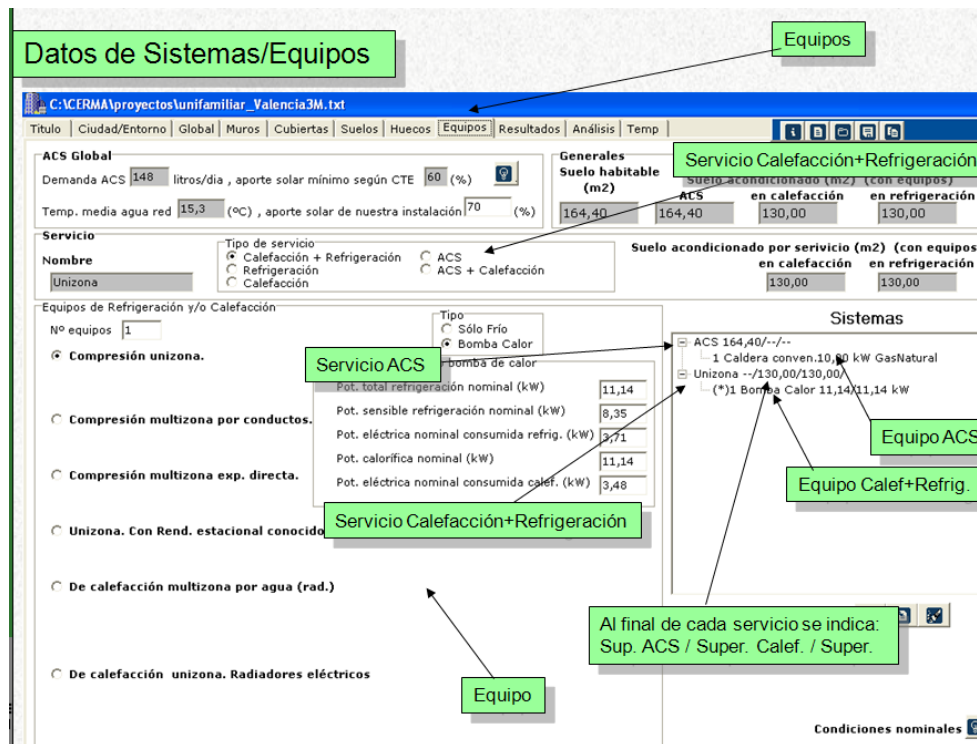 Datos de Sistemas/Equipos
Equipos
C:\CERMA\proyectos\unifamiliar_Valencia3M.txt
Titulo Ciudad/Entorno Global Muros Cubiertas Suelos Huecos Equipos Resultados Análisis Temp
ACS Global
Demanda ACS 148 litros/dia , aporte solar mínimo según CTE 60 (%)
Temp. media agua red 15,3 (ºC) , aporte solar de nuestra instalación 70 (%)
Generales
Servicio Calefacción+Refrigeración
Suelo habitable (m2)
Suelo acondicionado (m2) (con equipos)
ACS en calefacción en refrigeración
164,40 164,40 130,00 130,00
Servicio
Nombre
Unizona
Tipo de servicio
Calefacción + Refrigeración
Refrigeración
Calefacción
ACS
ACS + Calefacción
Suelo acondicionado por serivicio (m2) (con equipos
en calefacción en refrigeración
130,00 130,00
Equipos de Refrigeración y/o Calefacción
Nº equipos 1
Tipo
Sólo Frío
Bomba Calor
Compresión unizona.
Compresión multizona por conductos.
Compresión multizona exp. directa.
Unizona. Con Rend. estacional conocido
De calefacción multizona por agua (rad.)
De calefacción unizona. Radiadores eléctricos
Servicio ACS
bomba de calor
Pot. total refrigeración nominal (kW) 11,14
Pot. sensible refrigeración nominal (kW) 8,35
Pot. eléctrica nominal consumida refrig. (kW) 3,71
Pot. calorífica nominal (kW) 11,14
Pot. eléctrica nominal consumida calef. (kW) 3,48
Servicio Calefacción+Refrigeración
Equipo
Sistemas
ACS 164,40/--/--
1 Caldera conven.10,00 kW GasNatural
Unizona --/130,00/130,00/
(*)1 Bomba Calor 11,14/11,14 kW
Equipo ACS
Equipo Calef+Refrig.
Al final de cada servicio se indica:
Sup. ACS / Super. Calef. / Super.
Condiciones nominales